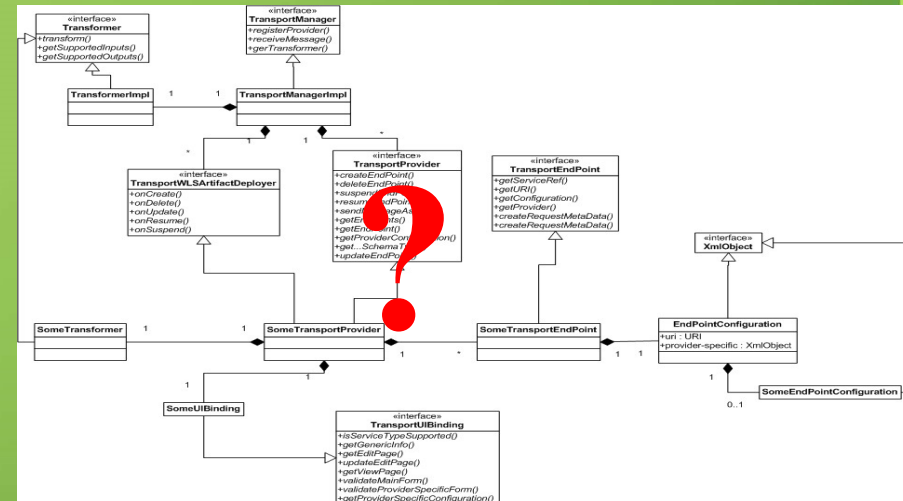 «interface»
Transformer
+transform()
+getSupportedInputs()
+getSupportedOutputs()
«interface»
TransportManager
+registerProvider()
+receiveMessage()
+gerTransformer()
TransformerImpl
1
1
TransportManagerImpl
1
1
*
*
«interface»
TransportWLSArtifactDeployer
+onCreate()
+onDelete()
+onUpdate()
+onResume()
+onSuspend()
«interface»
TransportProvider
+createEndPoint()
+deleteEndPoint()
+updateEndPoint()
«interface»
TransportEndPoint
+getServiceRef()
+getURI()
+getConfiguration()
+getProvider()
+createRequestMetaData()
+createRequestMetaData()
?
«interface»
XmlObject
SomeTransformer
1
1
SomeTransportProvider
1
*
SomeTransportEndPoint
1
1
EndPointConfiguration
+uri : URI
+provider-specific : XmlObject
1
0..1
SomeEndPointConfiguration
1
1
SomeUIBinding
«interface»
TransportUIBinding
+isServiceTypeSupported()
+getGenericInfo()
+getEditPage()
+updateEditPage()
+getViewPage()
+validateMainForm()
+validateProviderSpecificForm()
+getProviderSpecificConfiguration()